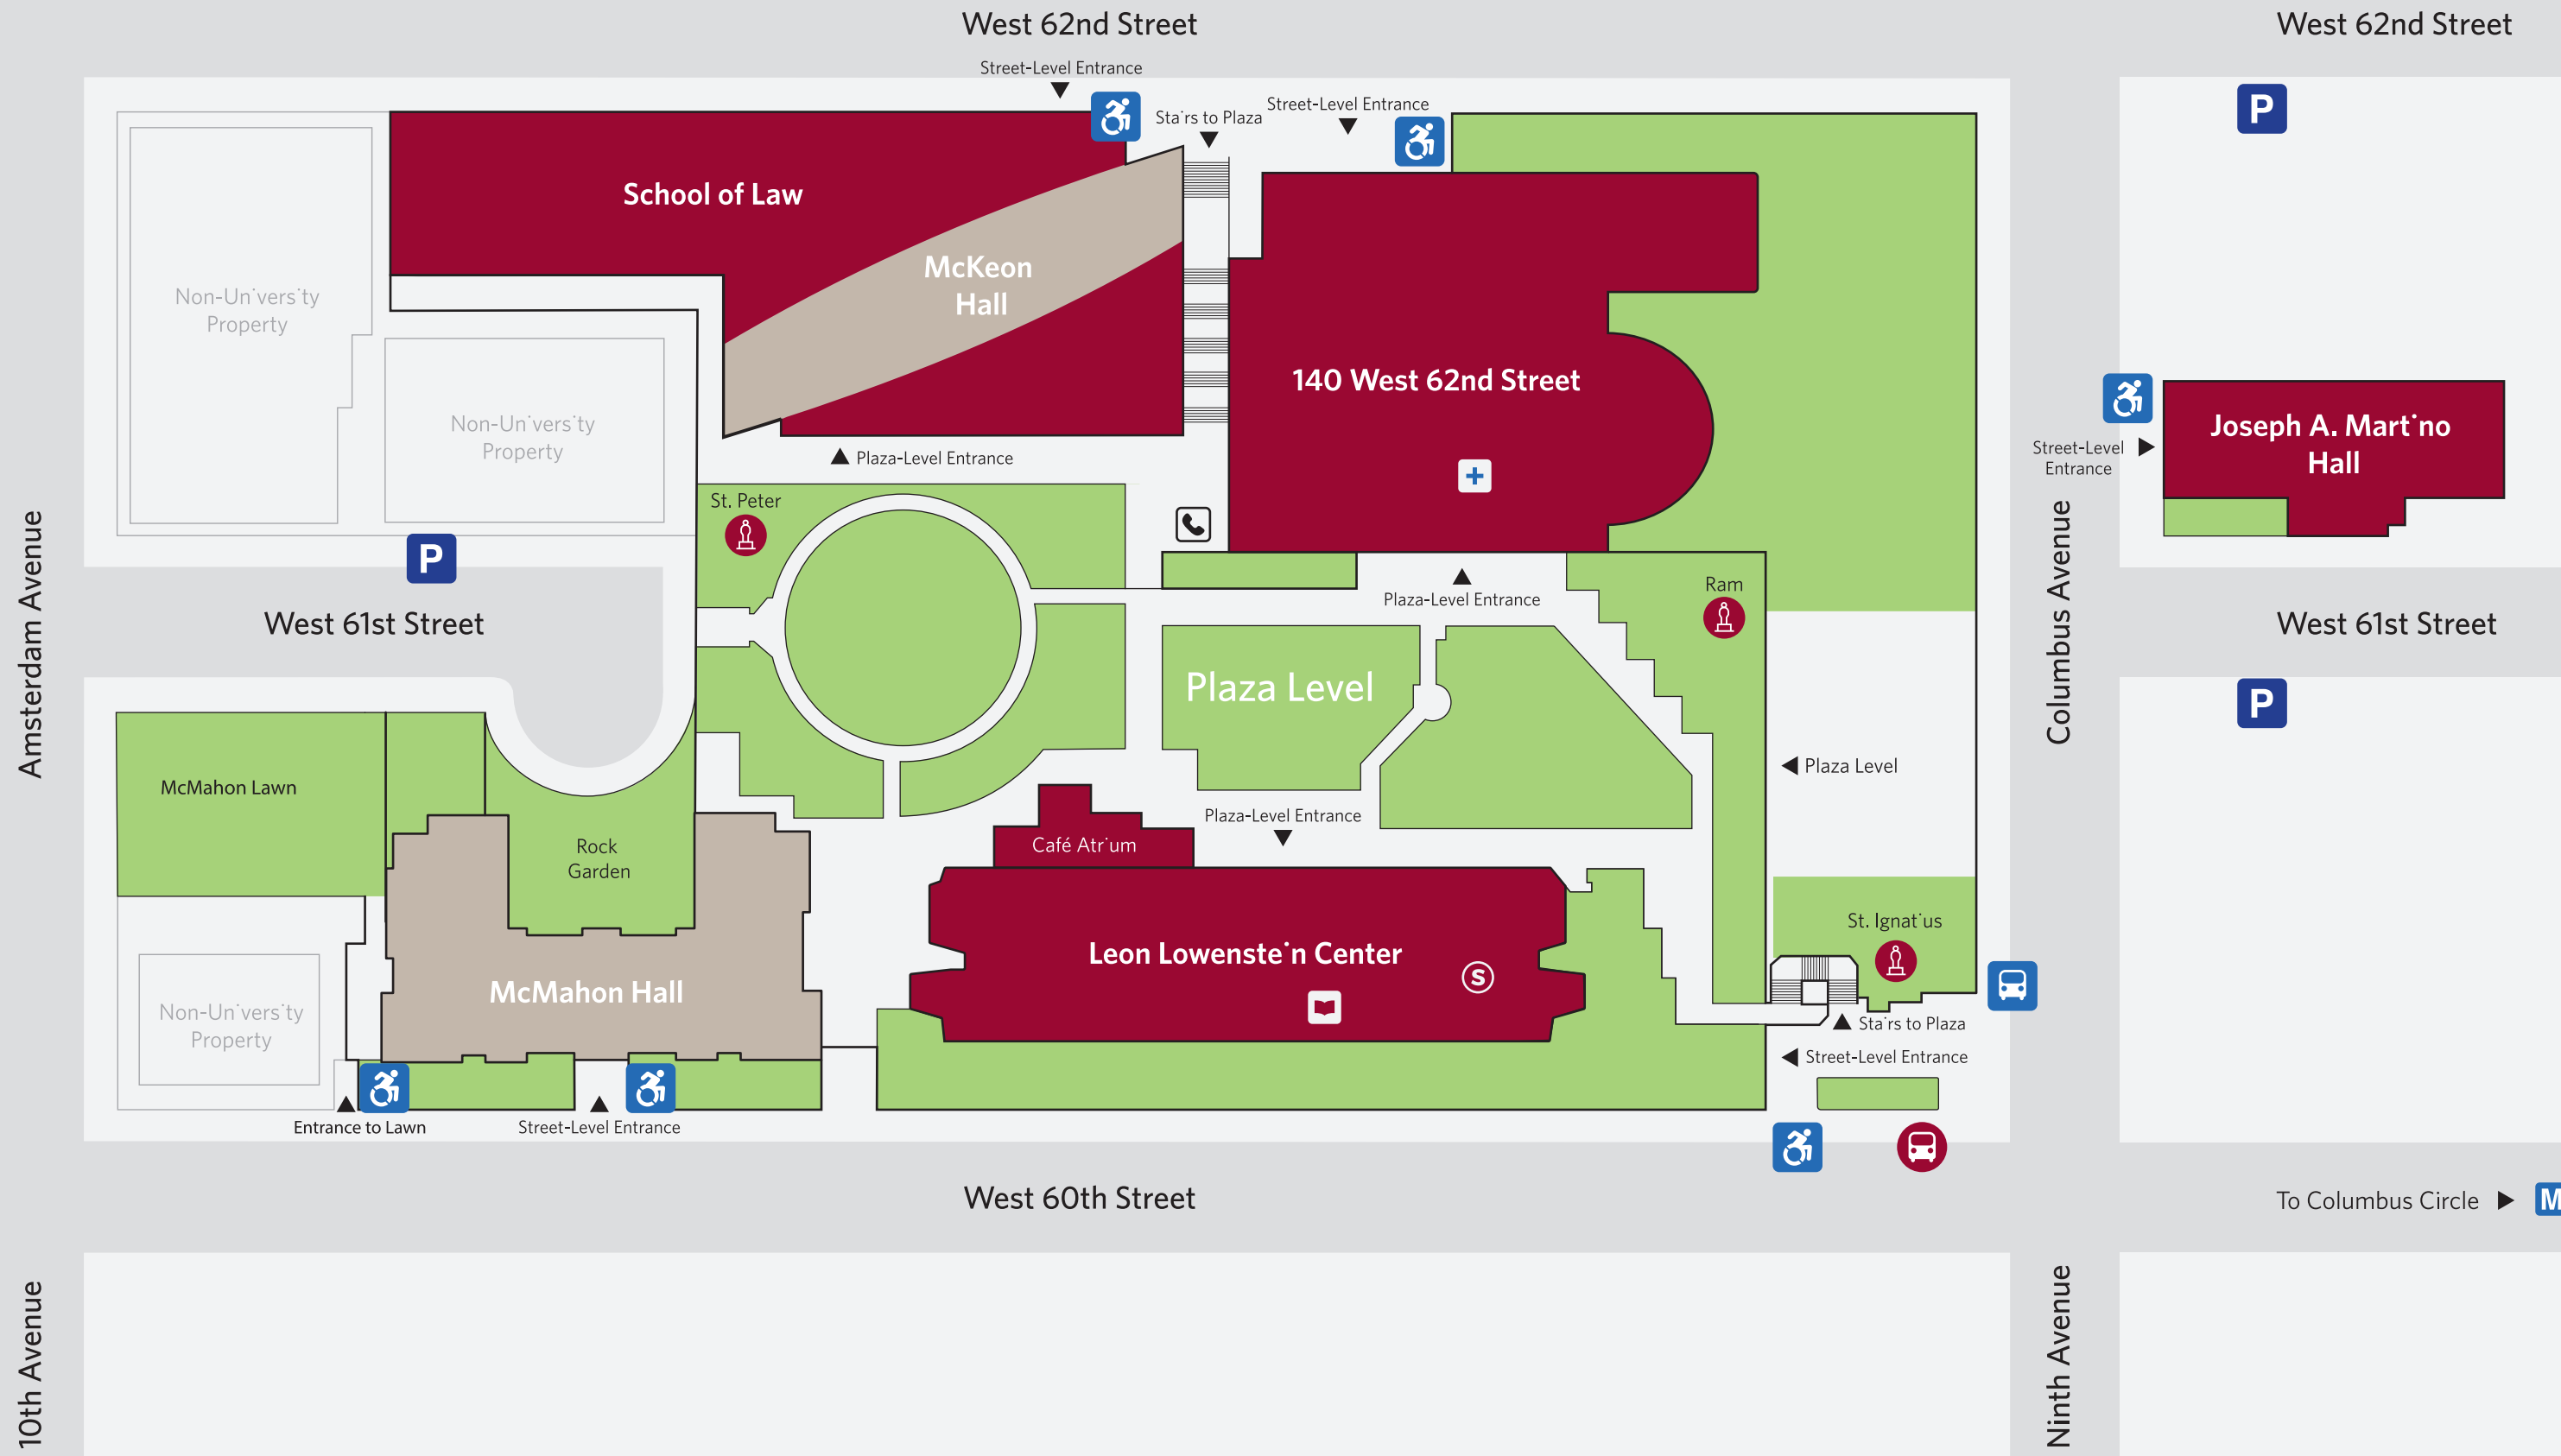 West 62nd Street
West 62nd Street
Street-Level Entrance
P
Stairs to Plaza
Street-Level Entrance
School of Law
McKeon
Hall
Non-University
Property
140 West 62nd Street
Joseph A. Martino
Hall
Street-Level
Entrance
Non-University
Property
Plaza-Level Entrance
St. Peter
P
Plaza-Level Entrance
Ram
Amsterdam Avenue
West 61st Street
Columbus Avenue
West 61st Street
Plaza Level
P
Plaza Level
McMahon Lawn
Plaza-Level Entrance
Rock
Garden
Café Atrium
St. Ignatius
Leon Lowenstein Center
S
McMahon Hall
Non-University
Property
Stairs to Plaza
Street-Level Entrance
Entrance to Lawn
Street-Level Entrance
West 60th Street
To Columbus Circle
M
10th Avenue
Ninth Avenue